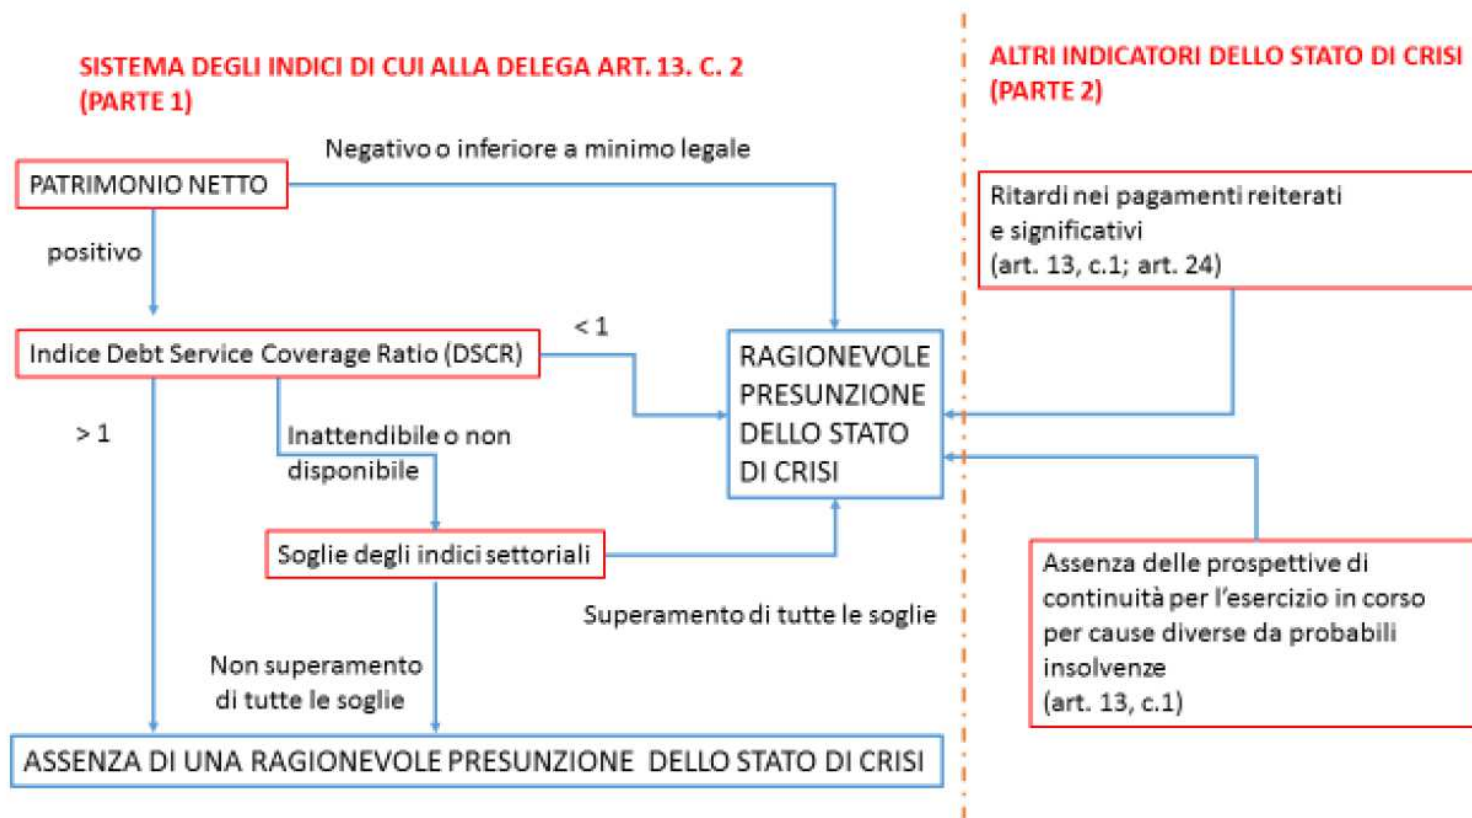 SISTEMA DEGLI INDICI DI CUI ALLA DELEGA ART. 13. C. 2
(PARTE 1)
Negativo o inferiore a minimo legale
PATRIMONIO NETTO
positivo
Indice Debt Service Coverage Ratio (DSCR)
< 1
> 1
Inattendibile o non
disponibile
RAGIONEVOLE
PRESUNZIONE
DELLO STATO
DI CRISI
Soglie degli indici settoriali
Superamento di tutte le soglie
Non superamento
di tutte le soglie
ASSENZA DI UNA RAGIONEVOLE PRESUNZIONE DELLO STATO DI CRISI
ALTRI INDICATORI DELLO STATO DI CRISI
(PARTE 2)
Ritardi nei pagamenti reiterati
e significativi
(art. 13, c.1; art. 24)
Assenza delle prospettive di
continuità per l'esercizio in corso
per cause diverse da probabili
insolvenze
(art. 13, c.1)